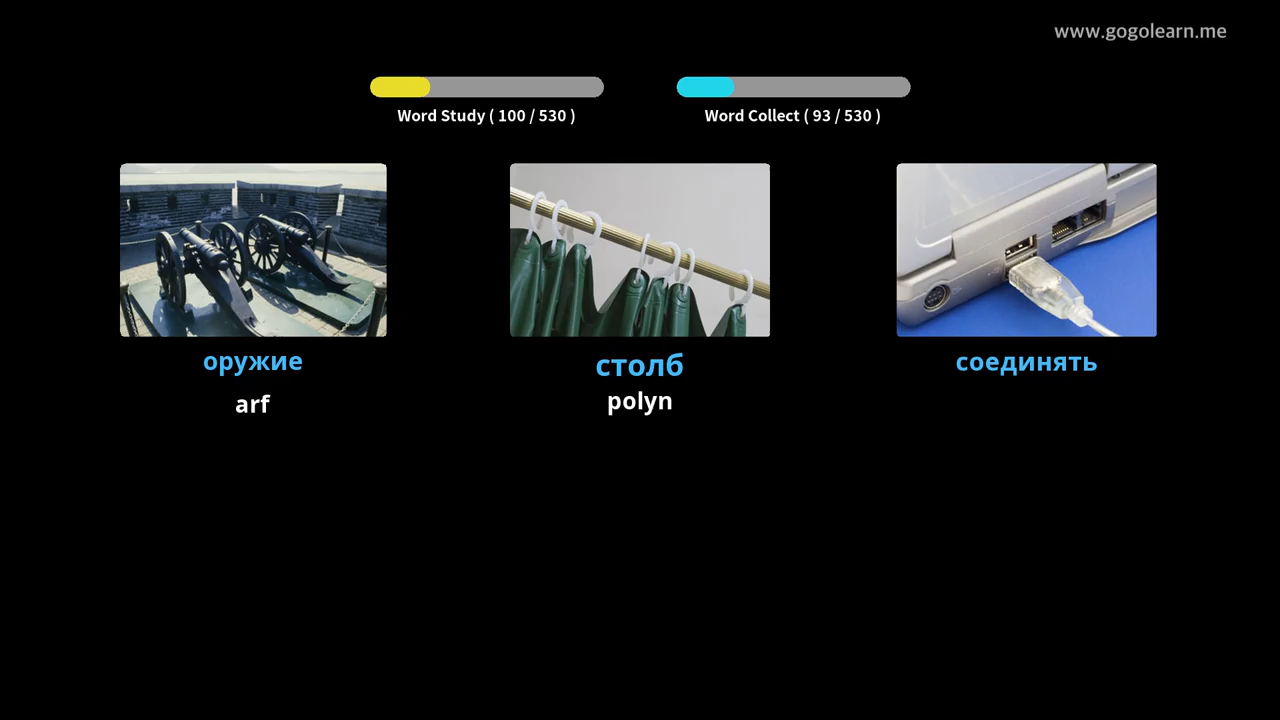 www.gogolearn.me
Word Study ( 100 / 530 )
Word Collect ( 93 / 530 )
оружие
arf
столб
polyn
соединять